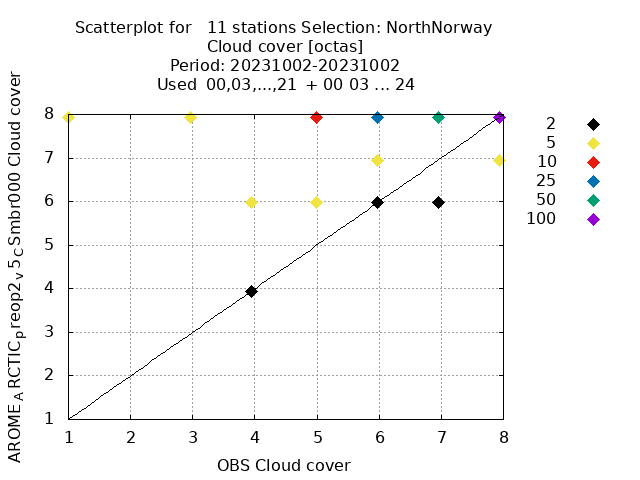 Scatterplot for   11 stations Selection: NorthNorway
Cloud cover [octas]
Period: 20231002-20231002
Used  00,03,...,21  + 00 03 ... 24
AROME_ARCTIC_preop2_v5_CSmbr000 Cloud cover
8
7
6
5
4
3
2
1
1 2 3 4 5 6 7 8
OBS Cloud cover
2
5
10
25
50
100